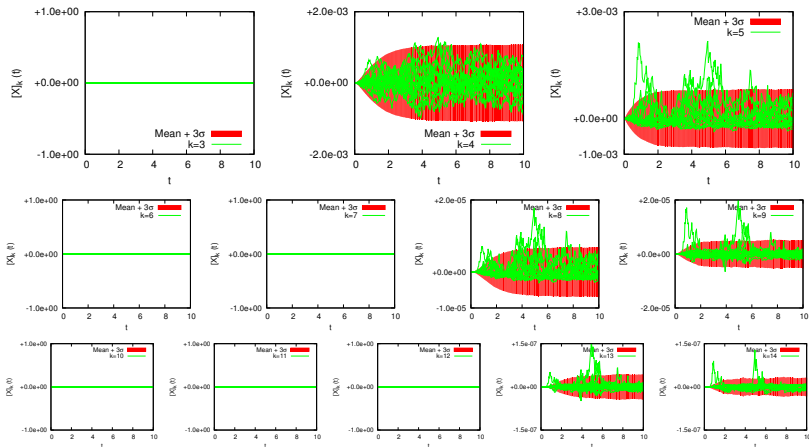 +1.0e+00
+0.0e+00
-1.0e+00
[X]k (t)
Mean + 3σ
k=3
0 2 4 6 8 10
t
+2.0e-03
+0.0e+00
-2.0e-03
[X]k (t)
Mean + 3σ
k=4
0 2 4 6 8 10
t
+3.0e-03
+0.0e+00
-1.0e-03
[X]k (t)
Mean + 3σ
k=5
0 2 4 6 8 10
t
+1.0e+00
+0.0e+00
-1.0e+00
[X]k (t)
Mean + 3σ
k=6
0 2 4 6 8 10
t
+1.0e+00
+0.0e+00
-1.0e+00
[X]k (t)
Mean + 3σ
k=7
0 2 4 6 8 10
t
+2.0e-05
+0.0e+00
-1.0e-05
[X]k (t)
Mean + 3σ
k=8
0 2 4 6 8 10
t
+2.0e-05
+0.0e+00
-2.0e-05
[X]k (t)
Mean + 3σ
k=9
0 2 4 6 8 10
t
+1.0e+00
+0.0e+00
-1.0e+00
[X]k (t)
Mean + 3σ
k=10
0 2 4 6 8 10
t
+1.0e+00
+0.0e+00
-1.0e+00
[X]k (t)
Mean + 3σ
k=11
0 2 4 6 8 10
t
+1.0e+00
+0.0e+00
-1.0e+00
[X]k (t)
Mean + 3σ
k=12
0 2 4 6 8 10
t
+1.5e-07
+0.0e+00
-1.5e-07
[X]k (t)
Mean + 3σ
k=13
0 2 4 6 8 10
t
+1.5e-07
+0.0e+00
-1.5e-07
[X]k (t)
Mean + 3σ
k=14
0 2 4 6 8 10
t